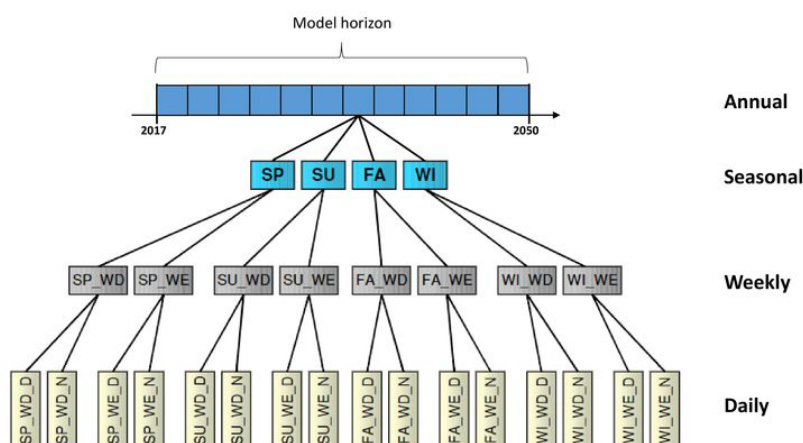 Model horizon
Annual
2017 2050
SP SU FA WI Seasonal
SP_WD SP_WE SU_WD SU_WE FA_WD FA_WE WI_WD WI_WE Weekly
SP_WD_D SP_WD_N SP_WE_D SP_WE_N SU_WD_D SU_WD_N SU_WE_D SU_WE_N FA_WD_D FA_WD_N FA_WE_D FA_WE_N WI_WD_D WI_WD_N WI_WE_D WI_WE_N Daily